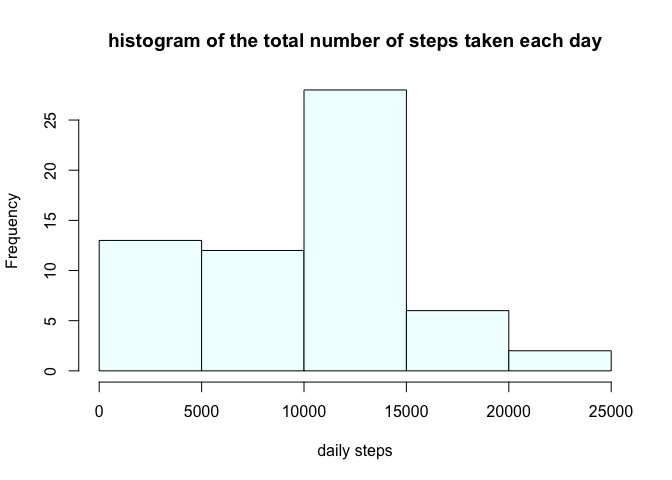 histogram of the total number of steps taken each day
Frequency
25
20
15
10
5
0
0 5000 10000 15000 20000 25000
daily steps